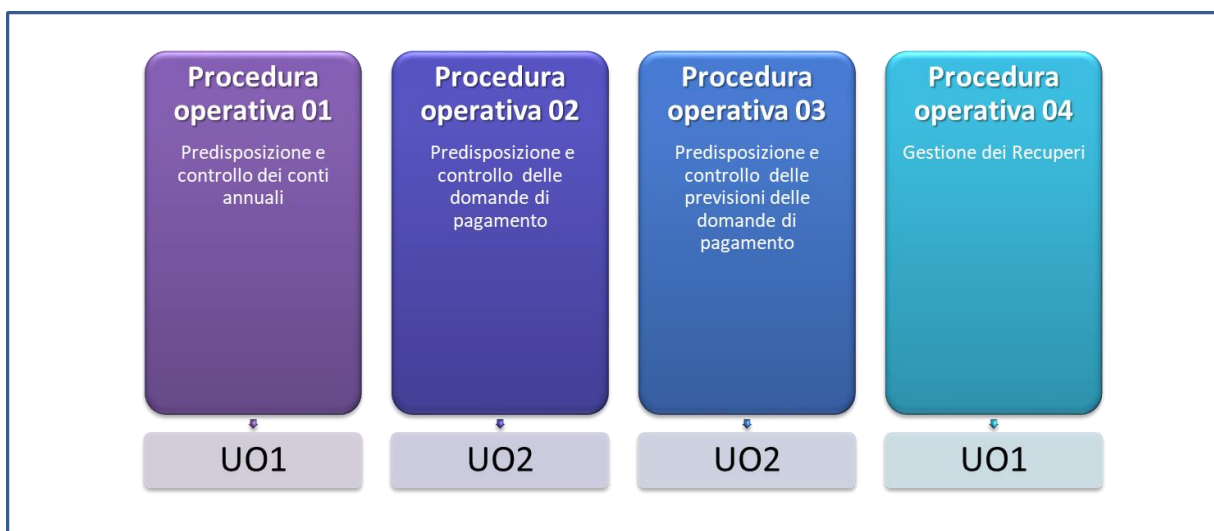 Procedura
operativa 01
Predisposizione e
controllo dei conti
annuali
UO1
Procedura
operativa 02
Predisposizione e
controllo delle
domande di
pagamento
UO2
Procedura
operativa 03
Predisposizione e
controllo delle
previsioni delle
domande di
pagamento
UO2
Procedura
operativa 04
Gestione dei Recuperi
UO1